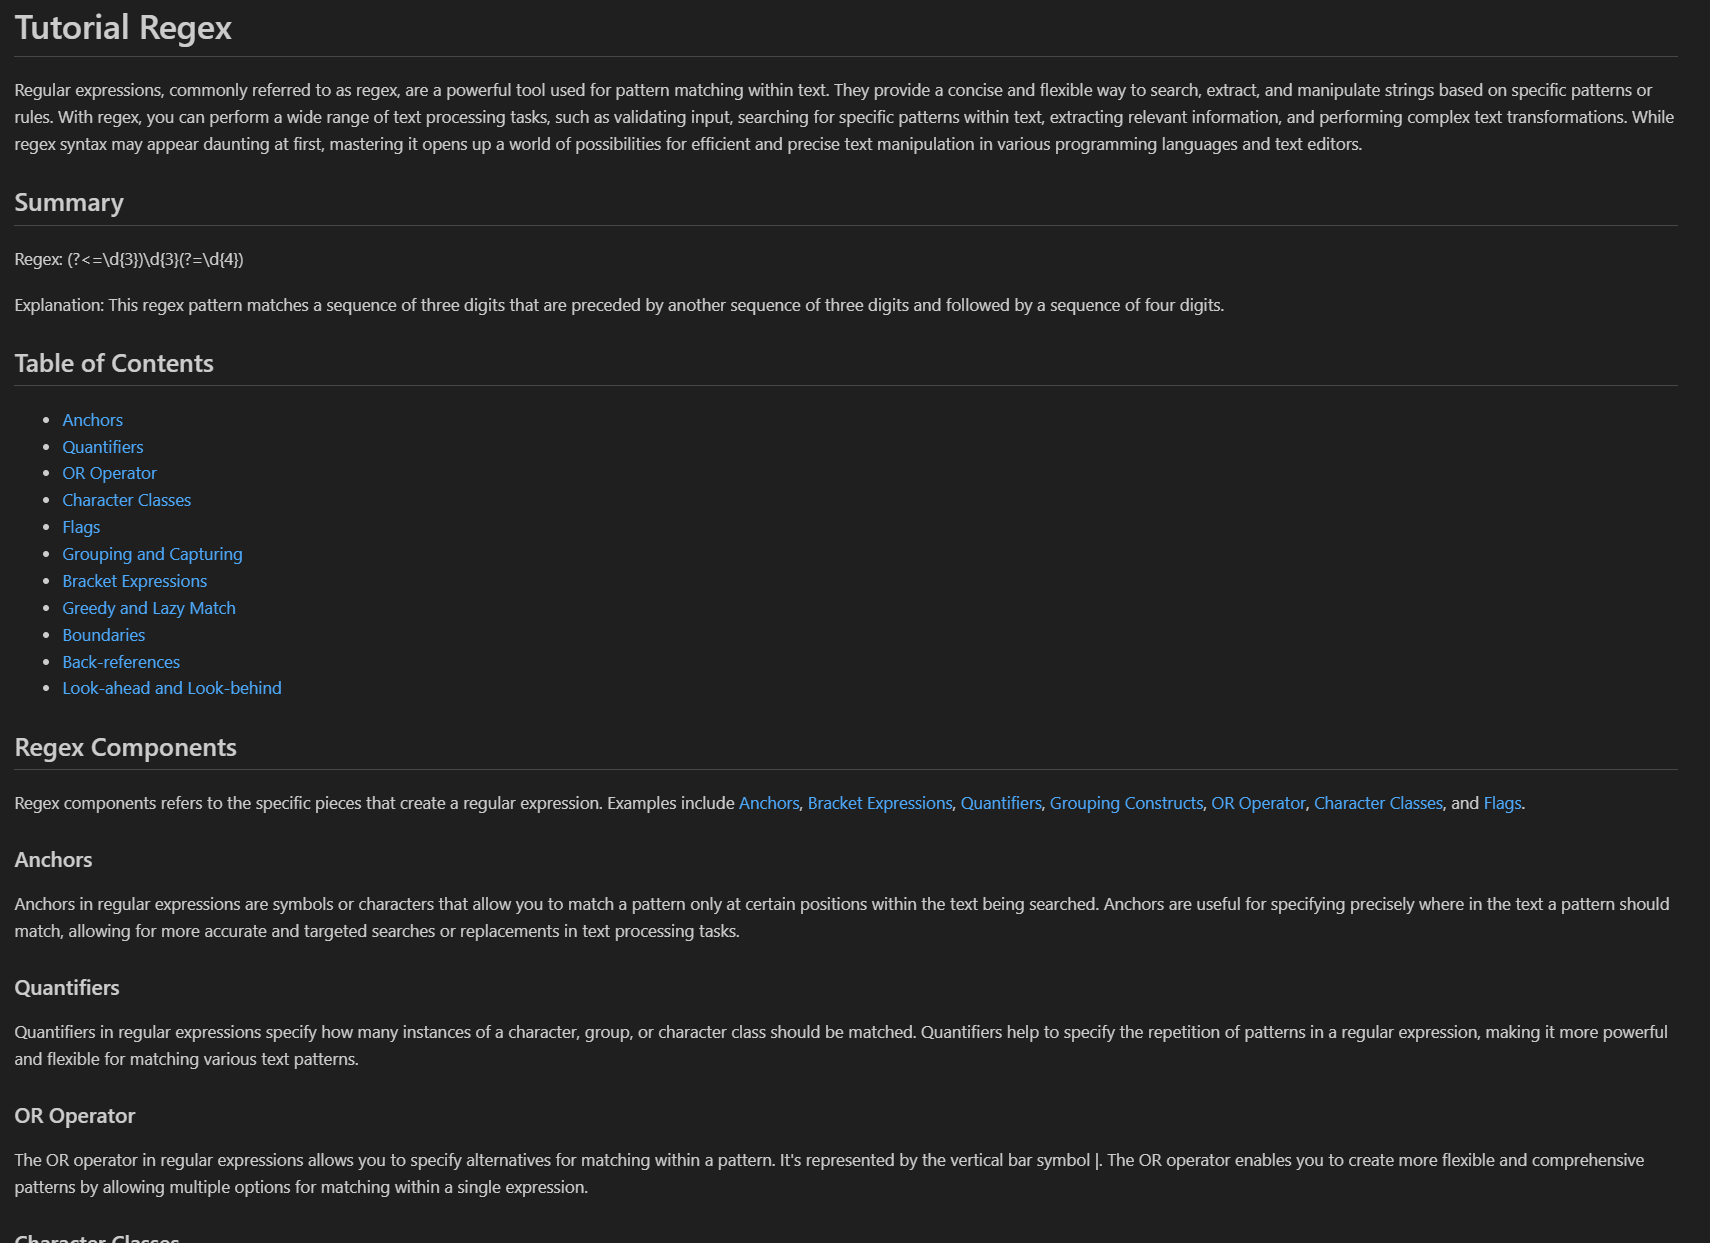 Tutorial Regex
Regular expressions, commonly referred to as regex, are a powerful tool used for pattern matching within text. They provide a concise and flexible way to search, extract, and manipulate strings based on specific patterns or
rules. With regex, you can perform a wide range of text processing tasks, such as validating input, searching for specific patterns within text, extracting relevant information, and performing complex text transformations. While
regex syntax may appear daunting at first, mastering it opens up a world of possibilities for efficient and precise text manipulation in various programming languages and text editors.
Summary
Regex: (?<=\d{3})\d{3}(?=\d{4})
Explanation: This regex pattern matches a sequence of three digits that are preceded by another sequence of three digits and followed by a sequence of four digits.
Table of Contents
• Anchors
• Quantifiers
• OR Operator
• Character Classes
• Flags
• Grouping and Capturing
• Bracket Expressions
• Greedy and Lazy Match
• Boundaries
• Back-references
• Look-ahead and Look-behind
Regex Components
Regex components refers to the specific pieces that create a regular expression. Examples include Anchors, Bracket Expressions, Quantifiers, Grouping Constructs, OR Operator, Character Classes, and Flags.
Anchors
Anchors in regular expressions are symbols or characters that allow you to match a pattern only at certain positions within the text being searched. Anchors are useful for specifying precisely where in the text a pattern should
match, allowing for more accurate and targeted searches or replacements in text processing tasks.
Quantifiers
Quantifiers in regular expressions specify how many instances of a character, group, or character class should be matched. Quantifiers help to specify the repetition of patterns in a regular expression, making it more powerful
and flexible for matching various text patterns.
OR Operator
The OR operator in regular expressions allows you to specify alternatives for matching within a pattern. It's represented by the vertical bar symbol |. The OR operator enables you to create more flexible and comprehensive
patterns by allowing multiple options for matching within a single expression.
Character Classes